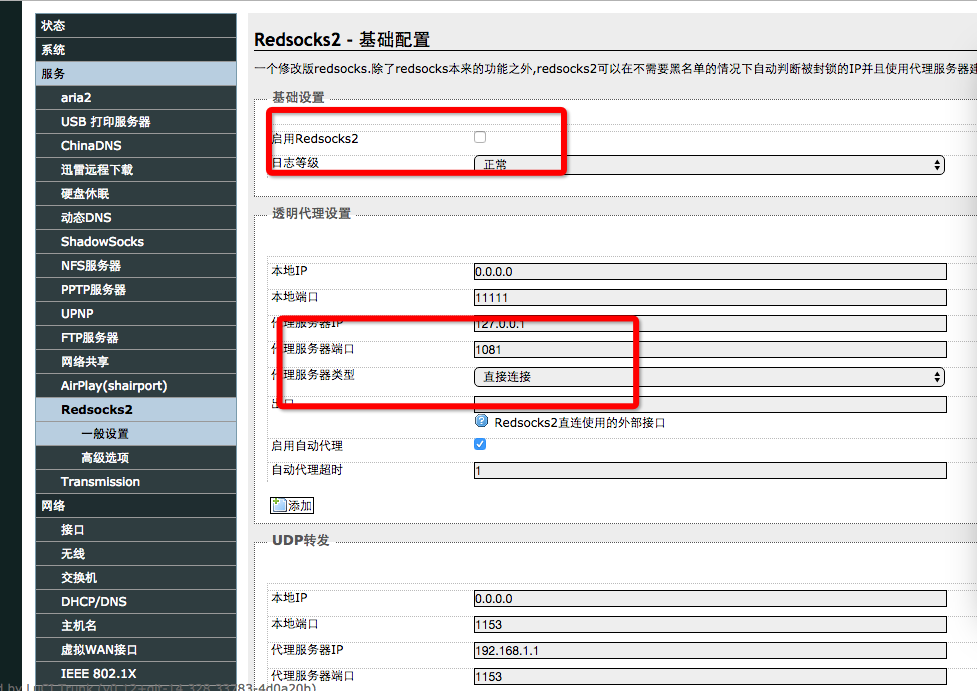 状态
系统
服务
aria2
USB 打印服务器
ChinaDNS
迅雷远程下载
硬盘休眠
动态DNS
ShadowSocks
NFS服务器
PPTP服务器
UPNP
FTP服务器
网络共享
AirPlay(shairport)
Redsocks2
一般设置
高级选项
Transmission
网络
接口
无线
交换机
DHCP/DNS
主机名
虚拟WAN接口
IEEE 802.1X
Redsocks2 - 基础配置
一个修改版redsocks.除了redsocks本来的功能之外,redsocks2可以在不需要黑名单的情况下自动判断被封锁的IP并且使用代理服务器
基础设置
启用Redsocks2
日志等级 正常
透明代理设置
本地IP 0.0.0.0
本地端口 11111
代理服务器IP 127.0.0.1
代理服务器端口 1081
代理服务器类型 直接连接
出口
Redsocks2直连使用的外部接口
启用自动代理
自动代理超时 1
添加
UDP转发
本地IP 0.0.0.0
本地端口 1153
代理服务器IP 192.168.1.1
代理服务器端口 1153